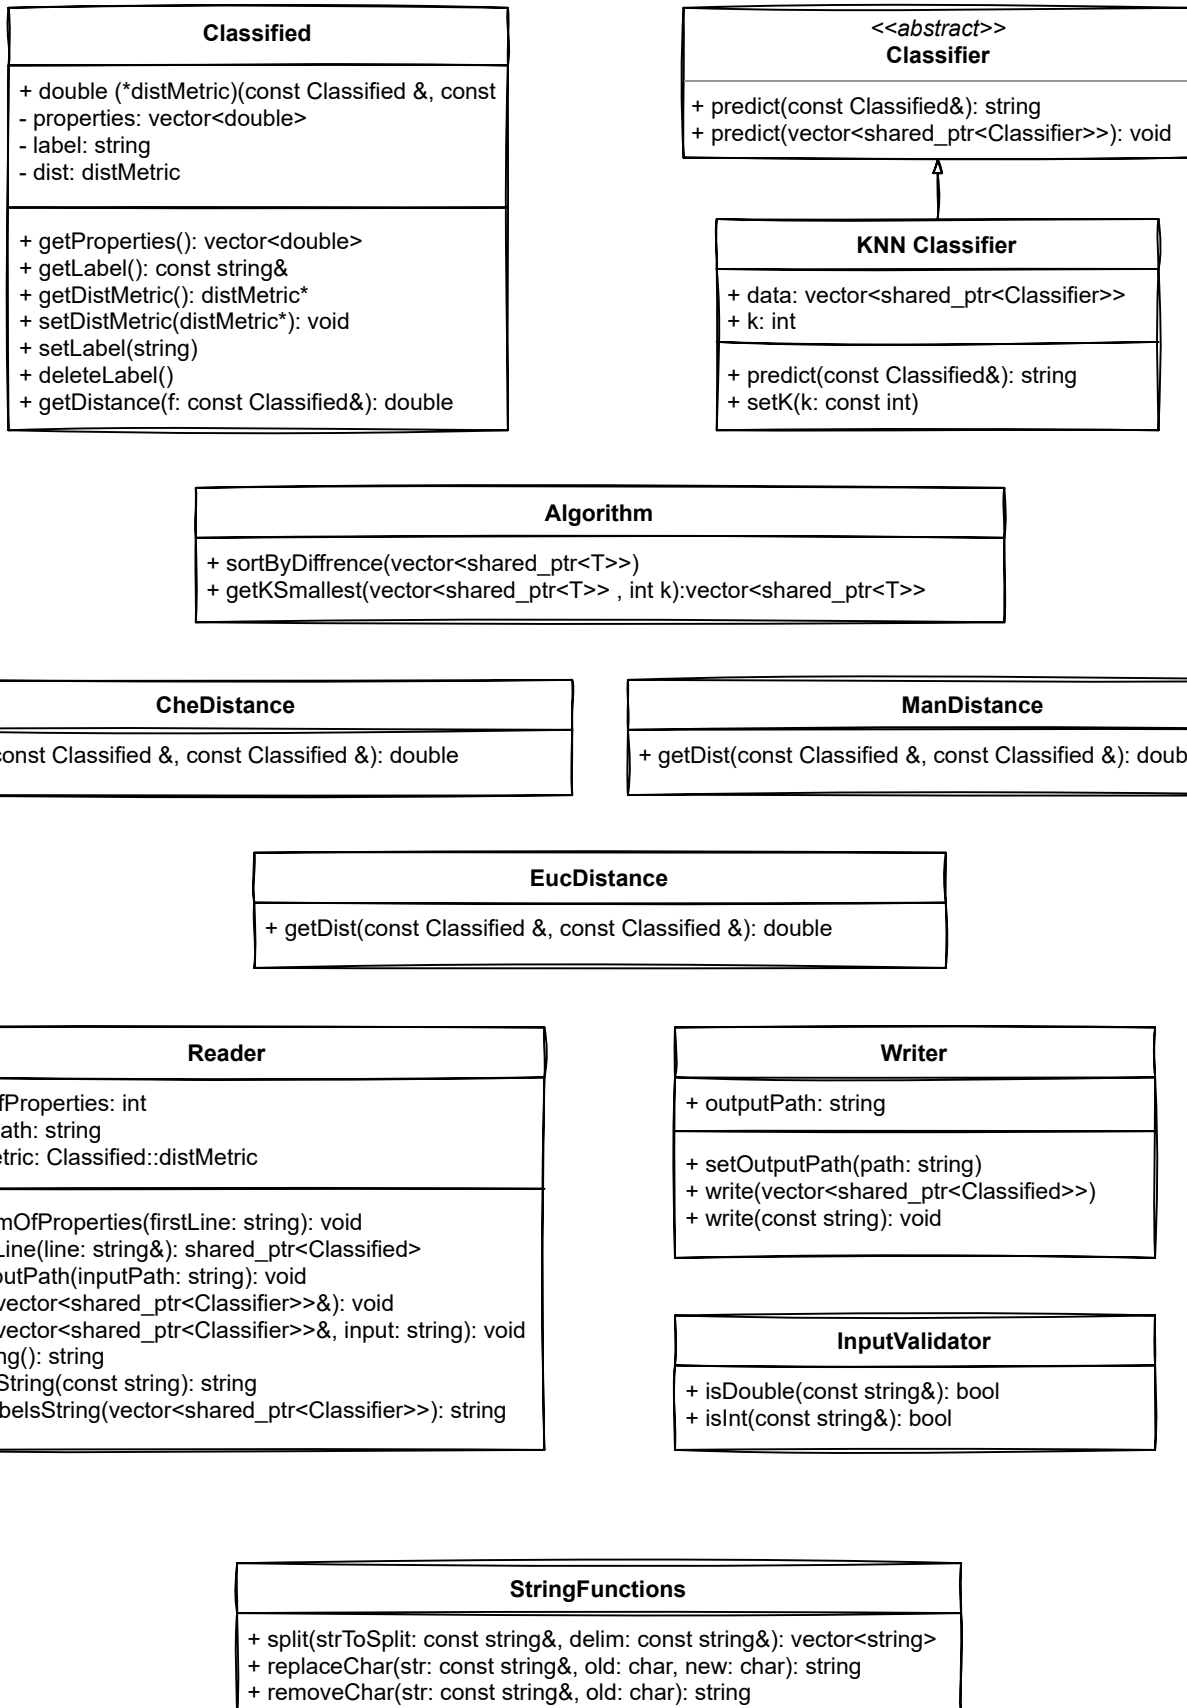 Classified
+ double (*distMetric)(const Classified &, const
- properties: vector<double>
- label: string
- dist: distMetric
+ getProperties(): vector<double>
+ getLabel(): const string&
+ getDistMetric(): distMetric*
+ setDistMetric(distMetric*): void
+ setLabel(string)
+ deleteLabel()
+ getDistance(f: const Classified&): double
<<abstract>>
Classifier
+ predict(const Classified&): string
+ predict(vector<shared_ptr<Classifier>>): void
KNN Classifier
+ data: vector<shared_ptr<Classifier>>
+ k: int
+ predict(const Classified&): string
+ setK(k: const int)
Algorithm
+ sortByDiffrence(vector<shared_ptr<T>>)
+ getKSmallest(vector<shared_ptr<T>> , int k):vector<shared_ptr<T>>
CheDistance
const Classified &, const Classified &): double
ManDistance
+ getDist(const Classified &, const Classified &): doub
EucDistance
+ getDist(const Classified &, const Classified &): double
Reader
fProperties: int
ath: string
etric: Classified::distMetric
mOfProperties(firstLine: string): void
Line(line: string&): shared_ptr<Classified>
outPath(inputPath: string): void
vector<shared_ptr<Classifier>>&): void
vector<shared_ptr<Classifier>>&, input: string): void
ng(): string
String(const string): string
belsString(vector<shared_ptr<Classifier>>): string
Writer
+ outputPath: string
+ setOutputPath(path: string)
+ write(vector<shared_ptr<Classified>>)
+ write(const string): void
InputValidator
+ isDouble(const string&): bool
+ isInt(const string&): bool
StringFunctions
+ split(strToSplit: const string&, delim: const string&): vector<string>
+ replaceChar(str: const string&, old: char, new: char): string
+ removeChar(str: const string&, old: char): string